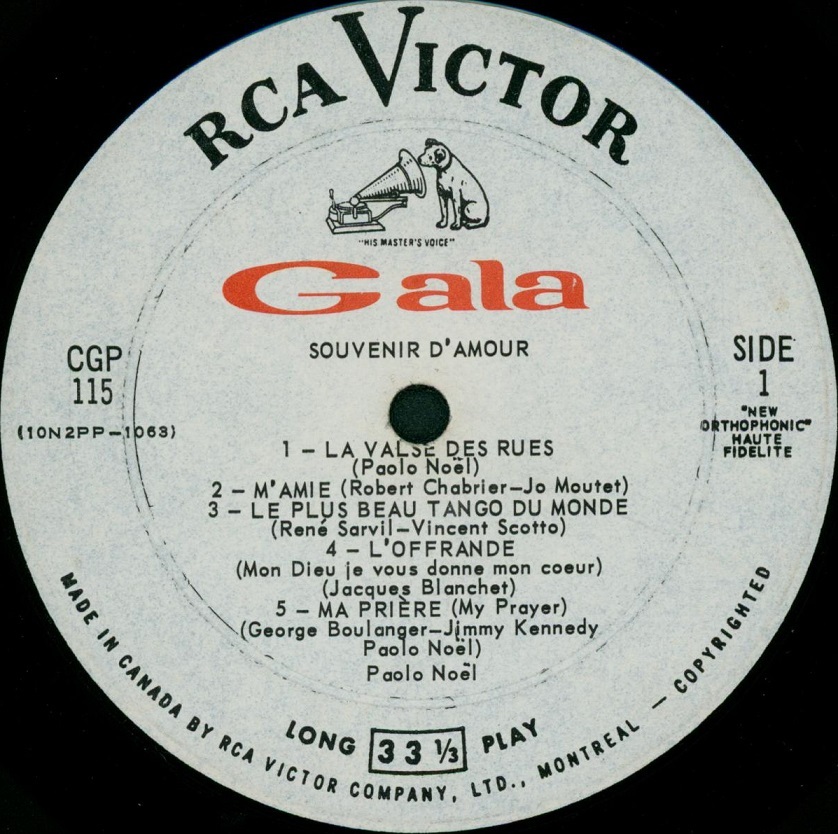 RCA VICTOR
"HIS MASTER'S VOICE"
Gala
SOUVENIR D'AMOUR
CGP
115
(10N2PP-1063)
SIDE
1
"NEW
ORTHOPHONIC"
HAUTE
FIDELITE
1 – LA VALSE DES RUES
(Paolo Noël)
2 – M'AMIE (Robert Chabrier–Jo Moutet)
3 – LE PLUS BEAU TANGO DU MONDE
(René Sarvil–Vincent Scotto)
4 – L'OFFRANDE
(Mon Dieu je vous donne mon coeur)
(Jacques Blanchet)
5 – MA PRIÈRE (My Prayer)
(George Boulanger–Jimmy Kennedy
Paolo Noël)
Paolo Noël
LONG 33 ⅓ PLAY
MADE IN CANADA BY RCA VICTOR COMPANY, LTD., MONTREAL — COPYRIGHTED